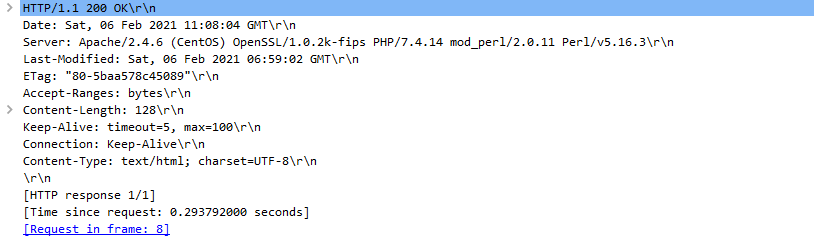 HTTP/1.1 200 OK\r\n
Date: Sat, 06 Feb 2021 11:08:04 GMT\r\n
Server: Apache/2.4.6 (CentOS) OpenSSL/1.0.2k-fips PHP/7.4.14 mod_perl/2.0.11 Perl/v5.16.3\r\n
Last-Modified: Sat, 06 Feb 2021 06:59:02 GMT\r\n
ETag: "80-5baa578c45089"\r\n
Accept-Ranges: bytes\r\n
Content-Length: 128\r\n
Keep-Alive: timeout=5, max=100\r\n
Connection: Keep-Alive\r\n
Content-Type: text/html; charset=UTF-8\r\n
\r\n
[HTTP response 1/1]
[Time since request: 0.293792000 seconds]
[Request in frame: 8]